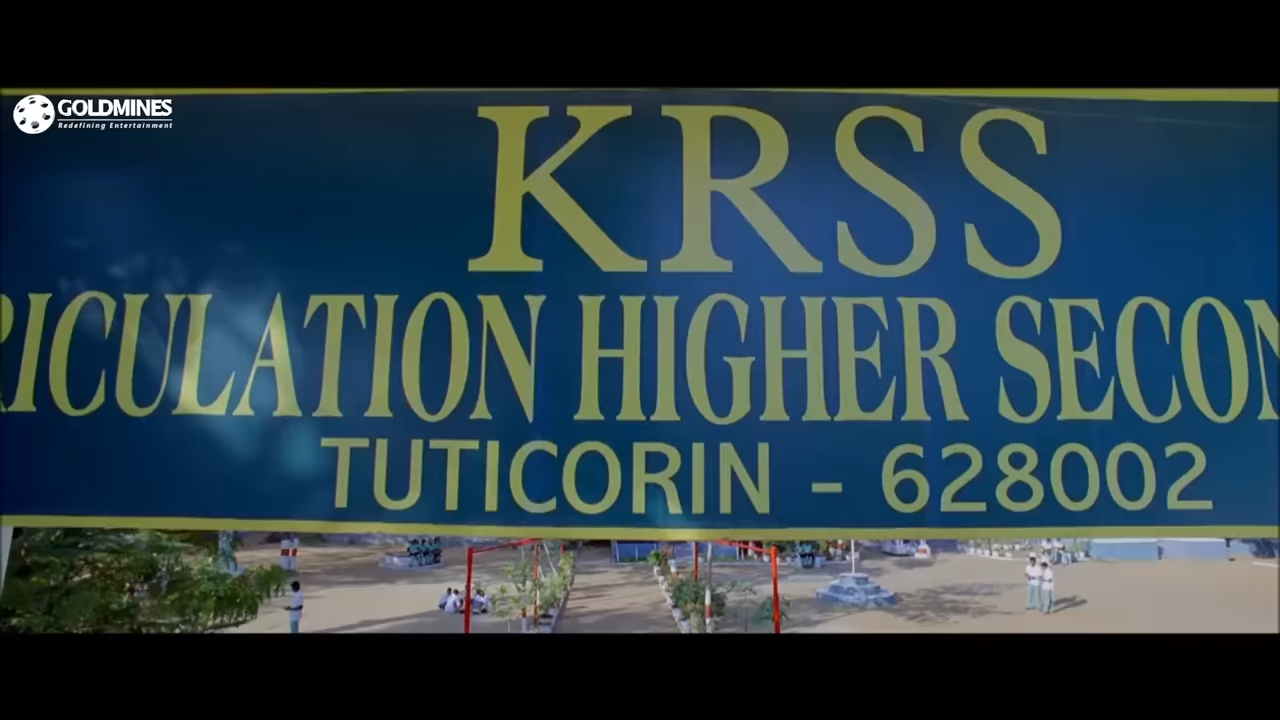 GOLDMINES
Redefining Entertainment
KRSS
RICULATION HIGHER SECON
TUTICORIN - 628002